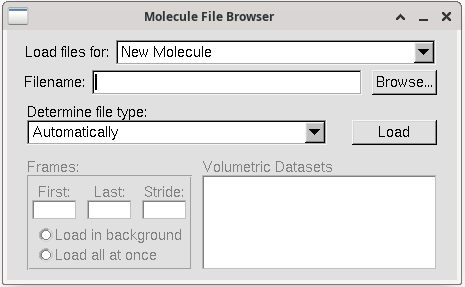 Molecule File Browser
Load files for: New Molecule
Filename: Browse...
Determine file type:
Automatically Load
Frames: Volumetric Datasets
First: Last: Stride:
Load in background
Load all at once